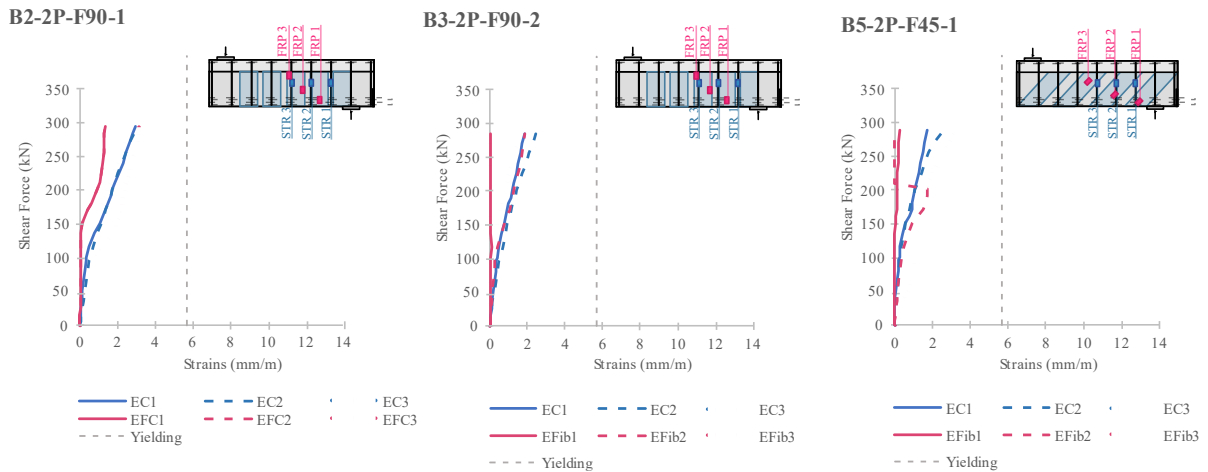 B2-2P-F90-1
FRP 3
FRP 2
FRP 1
STR 3
STR 2
STR 1
350
300
250
200
150
100
50
0
Shear Force (kN)
0 2 4 6 8 10 12 14
Strains (mm/m)
EC1 EC2 EC3
EFC1 EFC2 EFC3
Yielding
B3-2P-F90-2
FRP 3
FRP 2
FRP 1
STR 3
STR 2
STR 1
350
300
250
200
150
100
50
0
Shear Force (kN)
0 2 4 6 8 10 12 14
Strains (mm/m)
EC1 EC2 EC3
EFib1 EFib2 EFib3
Yielding
B5-2P-F45-1
FRP 3
FRP 2
FRP 1
STR 3
STR 2
STR 1
350
300
250
200
150
100
50
0
Shear Force (kN)
0 2 4 6 8 10 12 14
Strains (mm/m)
EC1 EC2 EC3
EFib1 EFib2 EFib3
Yielding